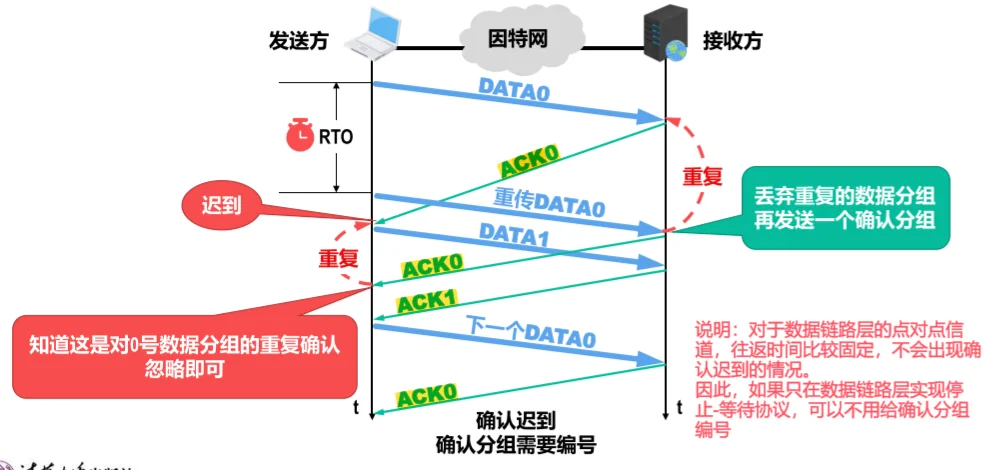 发送方
因特网
接收方
DATA0
RTO
ACK0
重复
迟到
重传DATA0
丢弃重复的数据分组
再发送一个确认分组
DATA1
重复
ACK0
ACK1
知道这是对0号数据分组的重复确认
忽略即可
下一个DATA0
说明：对于数据链路层的点对点信
道，往返时间比较固定，不会出现确
认迟到的情况。
因此，如果只在数据链路层实现停
止-等待协议，可以不用给确认分组
编号
ACK0
t
t
确认迟到
确认分组需要编号